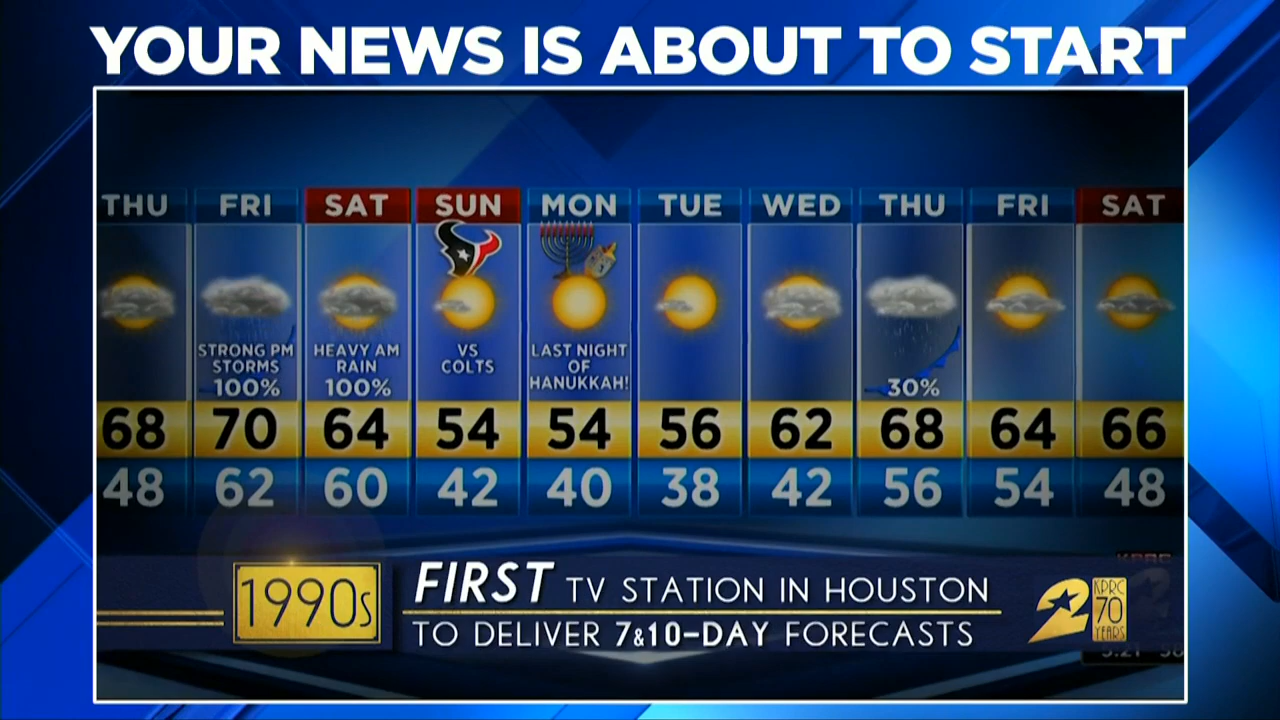 YOUR NEWS IS ABOUT TO START
THU FRI SAT SUN MON TUE WED THU FRI SAT
STRONG PM STORMS 100%
HEAVY AM RAIN 100%
VS COLTS
LAST NIGHT OF HANUKKAH!
30%
68 70 64 54 54 56 62 68 64 66
48 62 60 42 40 38 42 56 54 48
1990s
FIRST TV STATION IN HOUSTON
TO DELIVER 7&10-DAY FORECASTS
2
KPRC
70
YEARS